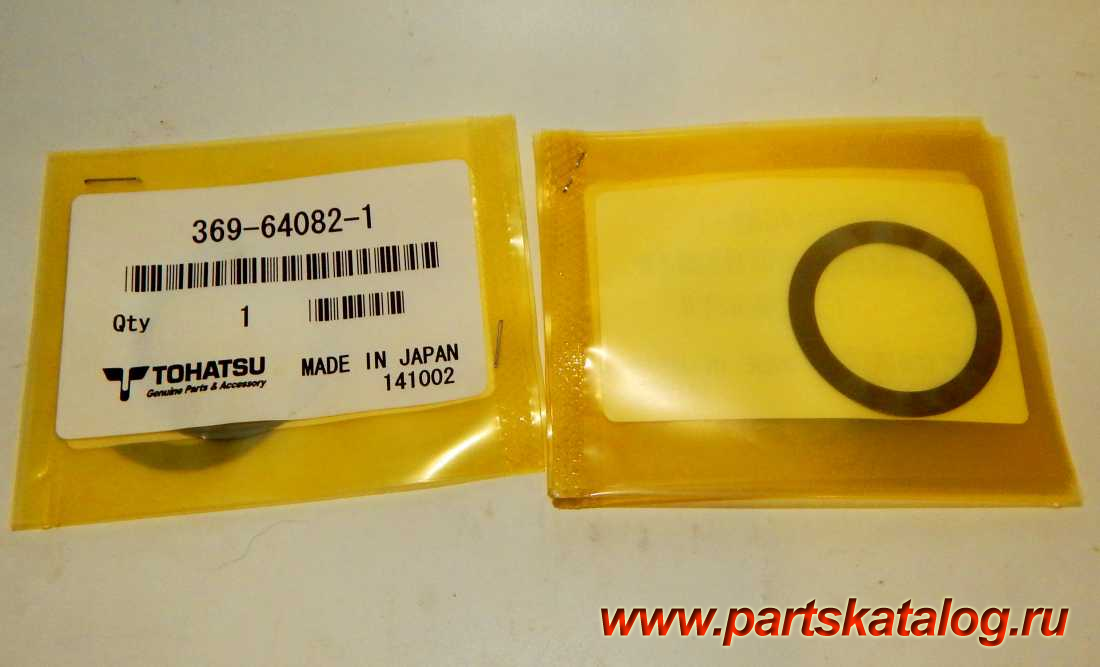 369-64082-1
Qty 1
TOHATSU
Genuine Parts & Accessory
MADE IN JAPAN
141002
www.partskatalog.ru